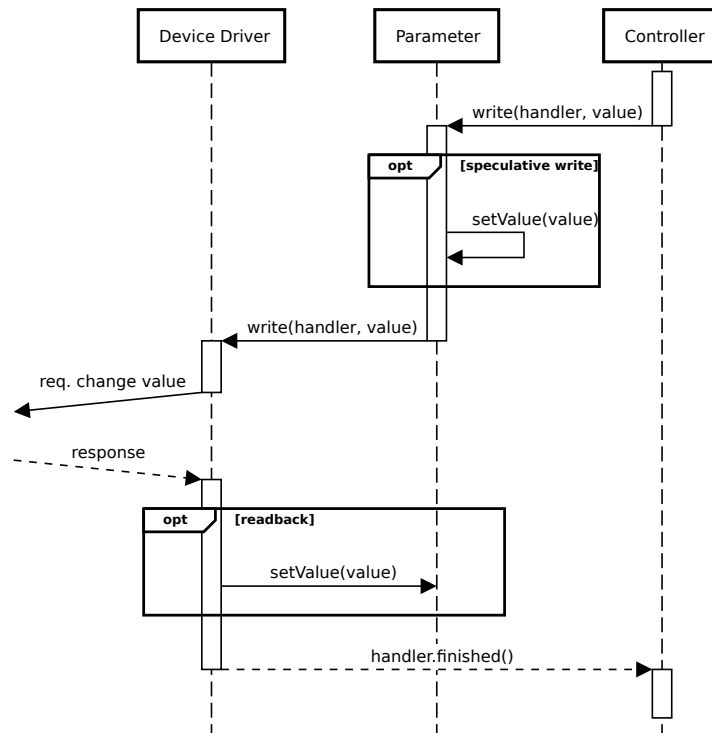 Device Driver
Parameter
Controller
write(handler, value)
opt
[speculative write]
setValue(value)
write(handler, value)
req. change value
response
opt
[readback]
setValue(value)
handler.finished()